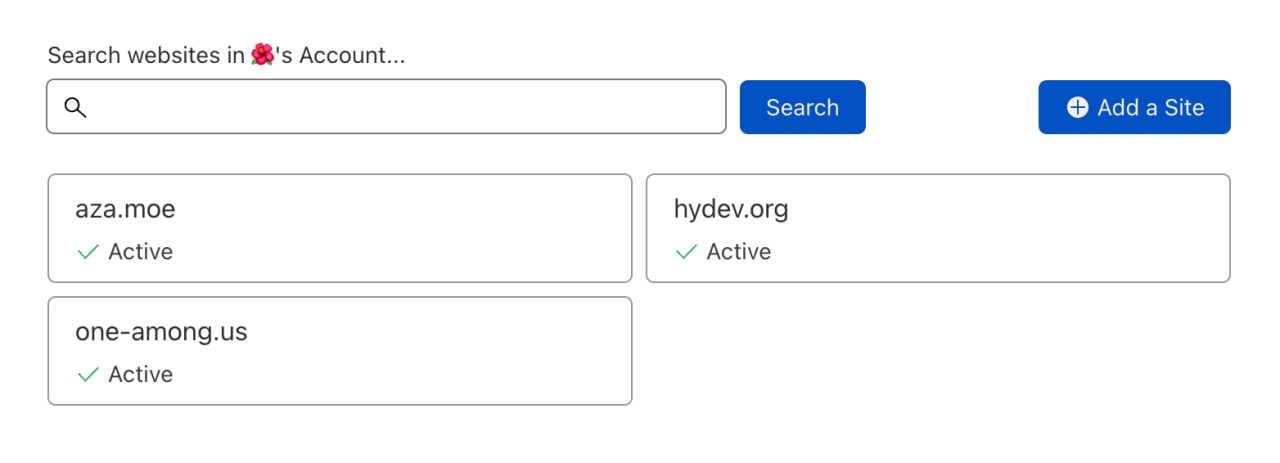 Search websites in 🌺's Account...
Search
Add a Site
aza.moe
hydev.org
Active
Active
one-among.us
Active